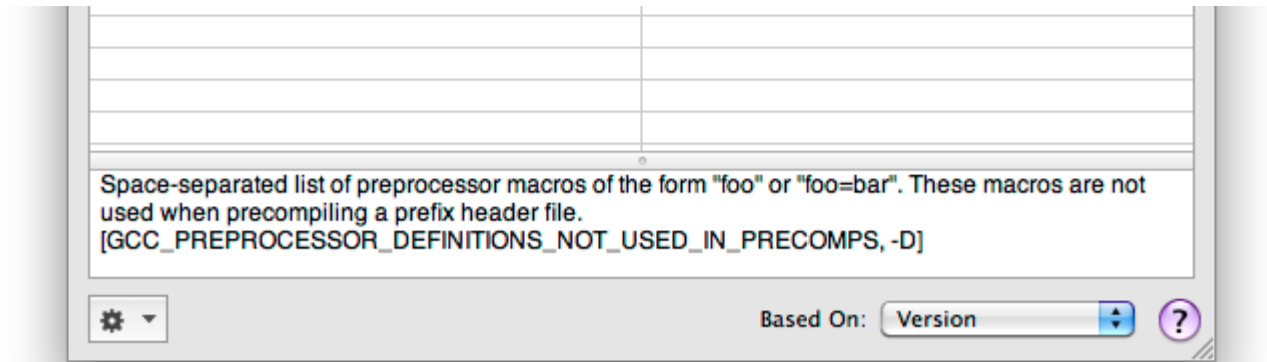 Space-separated list of preprocessor macros of the form "foo" or "foo=bar". These macros are not
used when precompiling a prefix header file.
[GCC_PREPROCESSOR_DEFINITIONS_NOT_USED_IN_PRECOMPS, -D]
Based On: Version ?